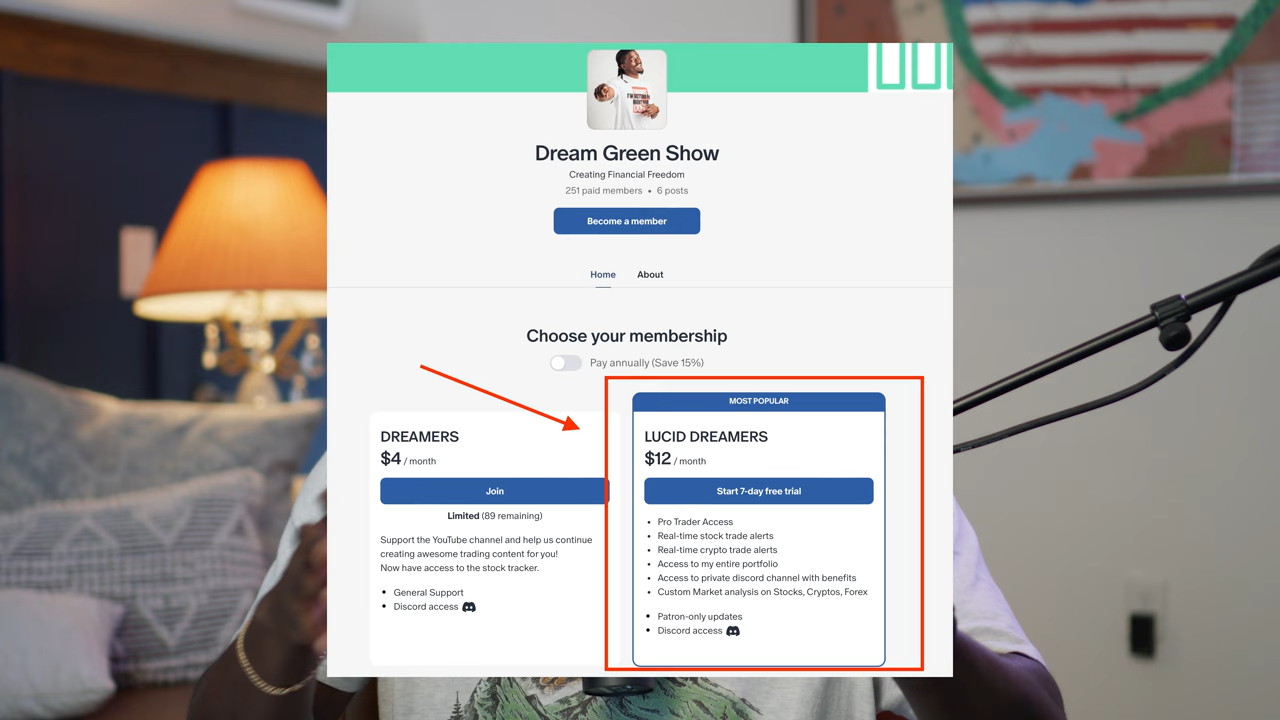 Dream Green Show
Creating Financial Freedom
251 paid members • 6 posts
Become a member
Home About
Choose your membership
Pay annually (Save 15%)
DREAMERS
$4 / month
Join
Limited (89 remaining)
Support the YouTube channel and help us continue
creating awesome trading content for you!
Now have access to the stock tracker.
• General Support
• Discord access
MOST POPULAR
LUCID DREAMERS
$12 / month
Start 7-day free trial
• Pro Trader Access
• Real-time stock trade alerts
• Real-time crypto trade alerts
• Access to my entire portfolio
• Access to private discord channel with benefits
• Custom Market analysis on Stocks, Cryptos, Forex
• Patron-only updates
• Discord access